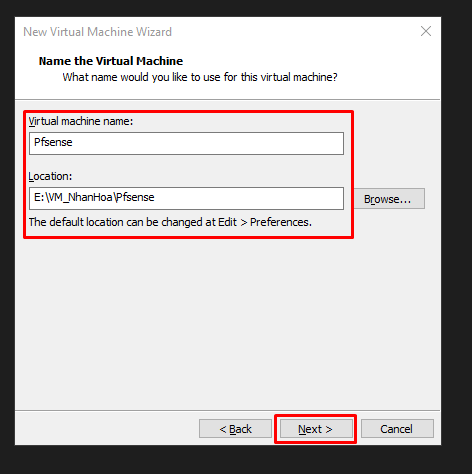 New Virtual Machine Wizard
Name the Virtual Machine
What name would you like to use for this virtual machine?
Virtual machine name:
Pfsense
Location:
E:\VM_NhanHoa\Pfsense
Browse...
The default location can be changed at Edit > Preferences.
< Back
Next >
Cancel